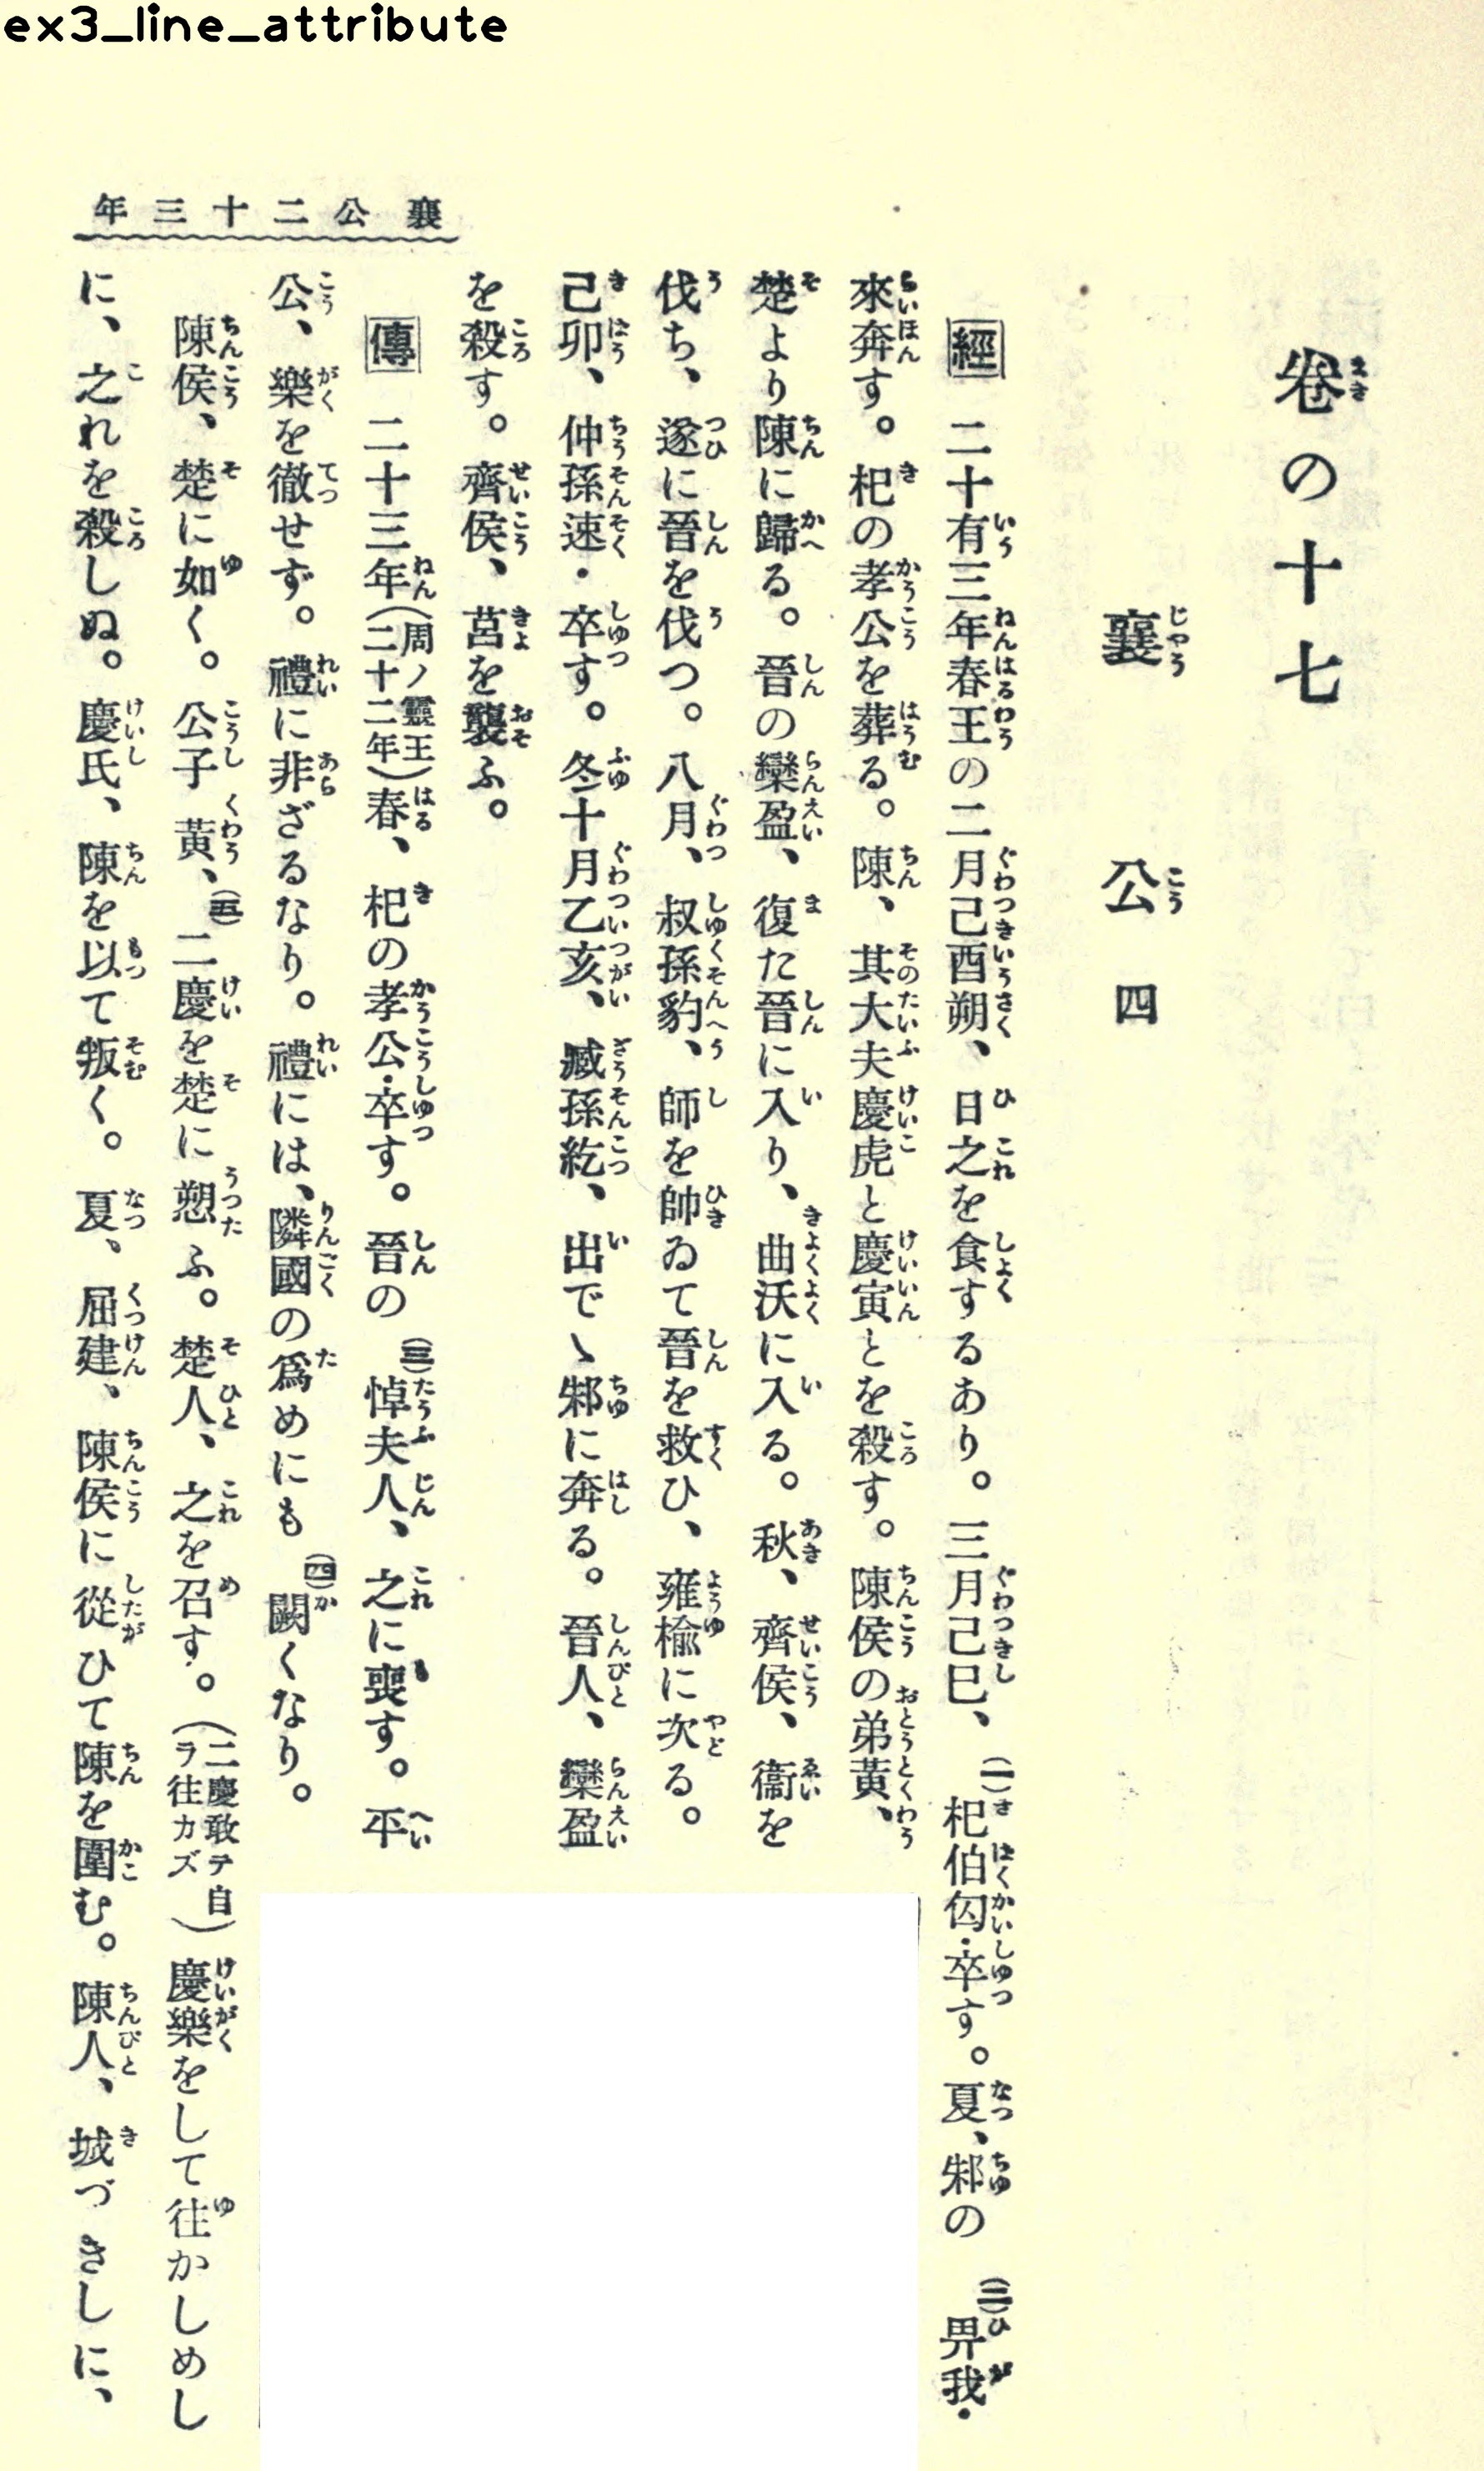 ex3_line_attribute
卷の十七
襄公四
襄公二十三年
經 二十有三年春王の二月己酉朔、日之を食するあり。三月己巳、(一)杞伯匃・卒す。夏、邾の(二)畀我・
來奔す。杞の孝公を葬る。陳、其大夫慶虎と慶寅とを殺す。陳侯の弟黃、
楚より陳に歸る。晉の欒盈、復た晉に入り、曲沃に入る。秋、齊侯、衞を
伐ち、遂に晉を伐つ。八月、叔孫豹、師を帥ゐて晉を救ひ、雍楡に次る。
己卯、仲孫速・卒す。冬十月乙亥、臧孫紇、出でゝ邾に奔る。晉人、欒盈
を殺す。齊侯、莒を襲ふ。
傳 二十三年(周ノ靈王二十二年)春、杞の孝公・卒す。晉の(三)悼夫人、之に喪す。平
公、樂を徹せず。禮に非ざるなり。禮には、隣國の爲めにも(四)闕くなり。
陳侯、楚に如く。公子黃、(五)二慶を楚に愬ふ。楚人、之を召す。(二慶敢テ自ラ往カズ)慶樂をして往かしめし
に、之れを殺しぬ。慶氏、陳を以て叛く。夏、屈建、陳侯に從ひて陳を圍む。陳人、城づきしに、